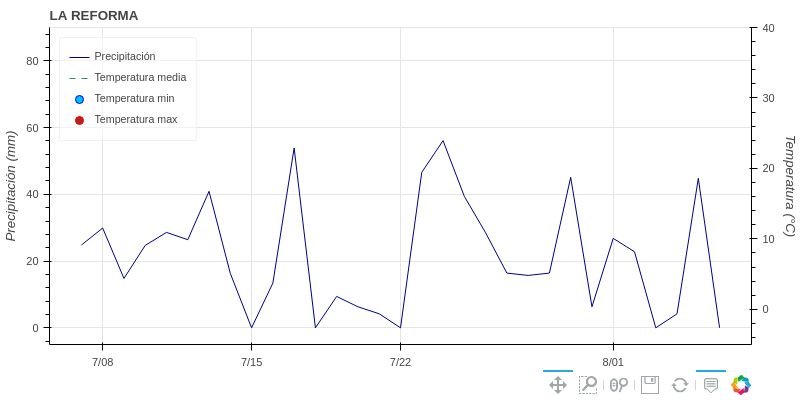 LA REFORMA
Precipitación
Temperatura media
Temperatura min
Temperatura max
Precipitación (mm)
80
60
40
20
0
40
30
20
10
0
Temperatura (°C)
7/08
7/15
7/22
8/01